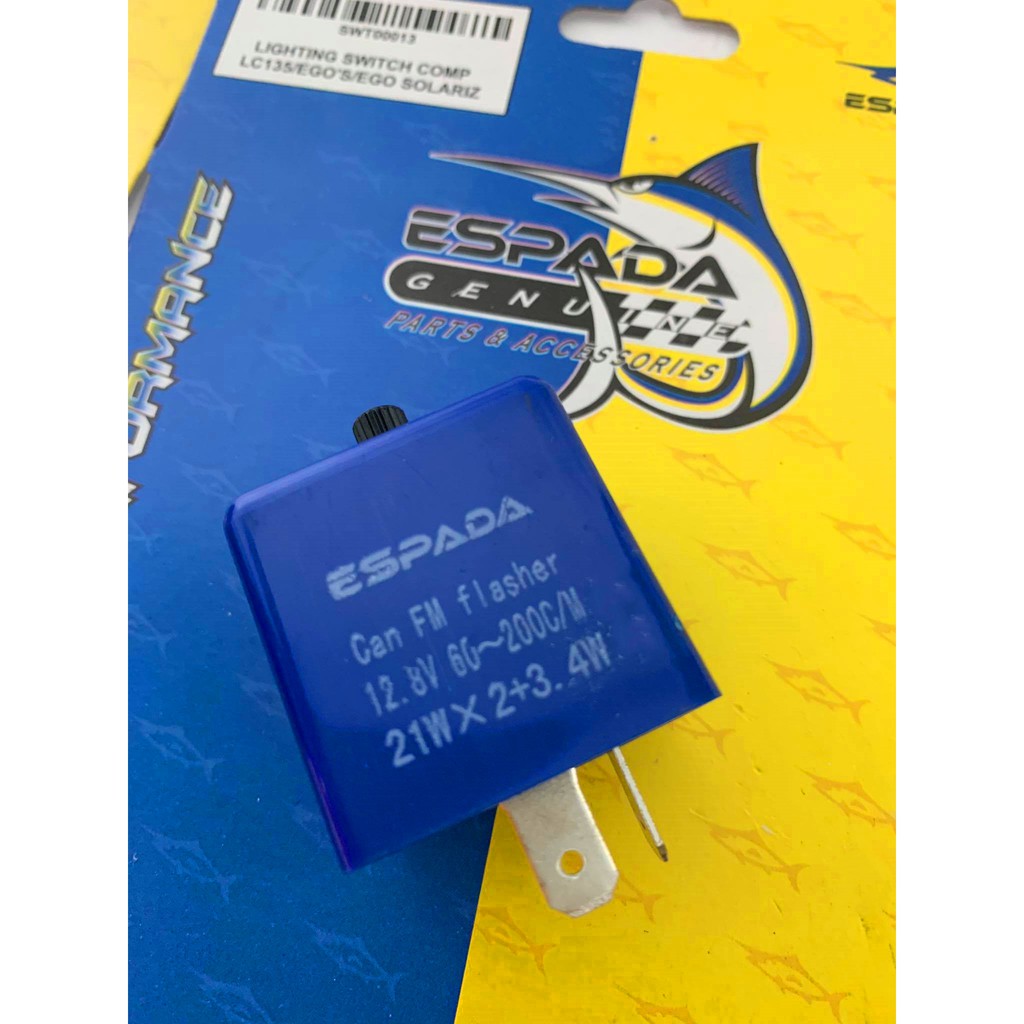 SWT00013
LIGHTING SWITCH COMP
LC135/EGO'S/EGO SOLARIZ
ESPADA
GENUINE
PARTS & ACCESSORIES
ESPADA
Can FM flasher
12.8V 60~200C/M
21W×2+3.4W